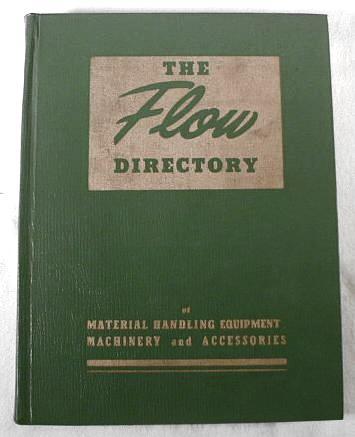 THE
Flow
DIRECTORY
of
MATERIAL HANDLING EQUIPMENT
MACHINERY and ACCESSORIES